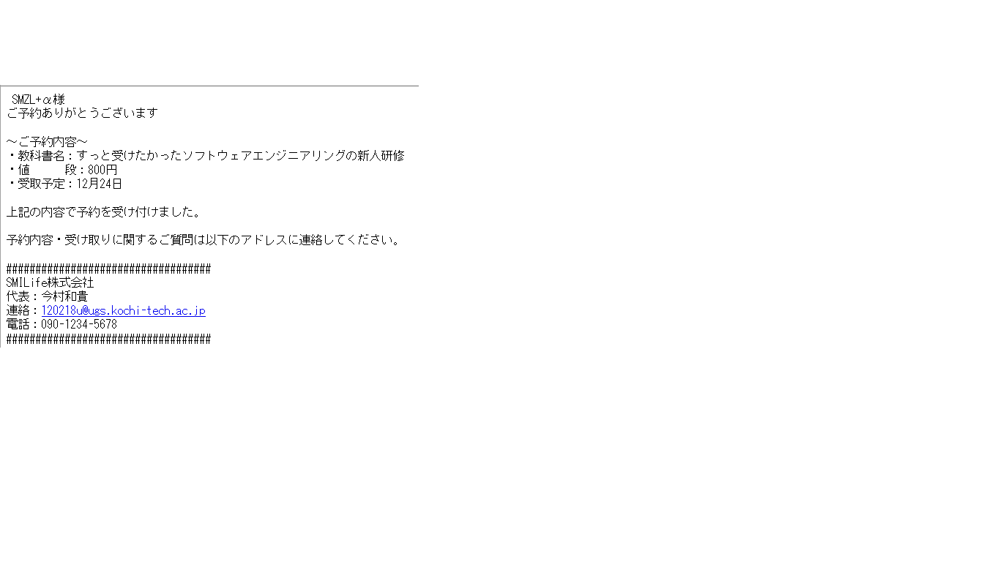 SMZL+α様
ご予約ありがとうございます
～ご予約内容～
・教科書名：すっと受けたかったソフトウェアエンジニアリングの新人研修
・値　　　段：800円
・受取予定：12月24日
上記の内容で予約を受け付けました。
予約内容・受け取りに関するご質問は以下のアドレスに連絡してください。
###################################
SMILife株式会社
代表：今村和貴
連絡：120218u@ugs.kochi-tech.ac.jp
電話：090-1234-5678
###################################